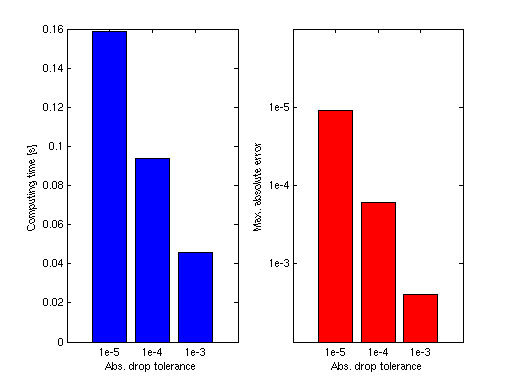 0.16
0.14
0.12
0.1
0.08
0.06
0.04
0.02
0
Computing time [s]
1e-5 1e-4 1e-3
Abs. drop tolerance
1e-5
1e-4
1e-3
Max. absolute error
1e-5 1e-4 1e-3
Abs. drop tolerance